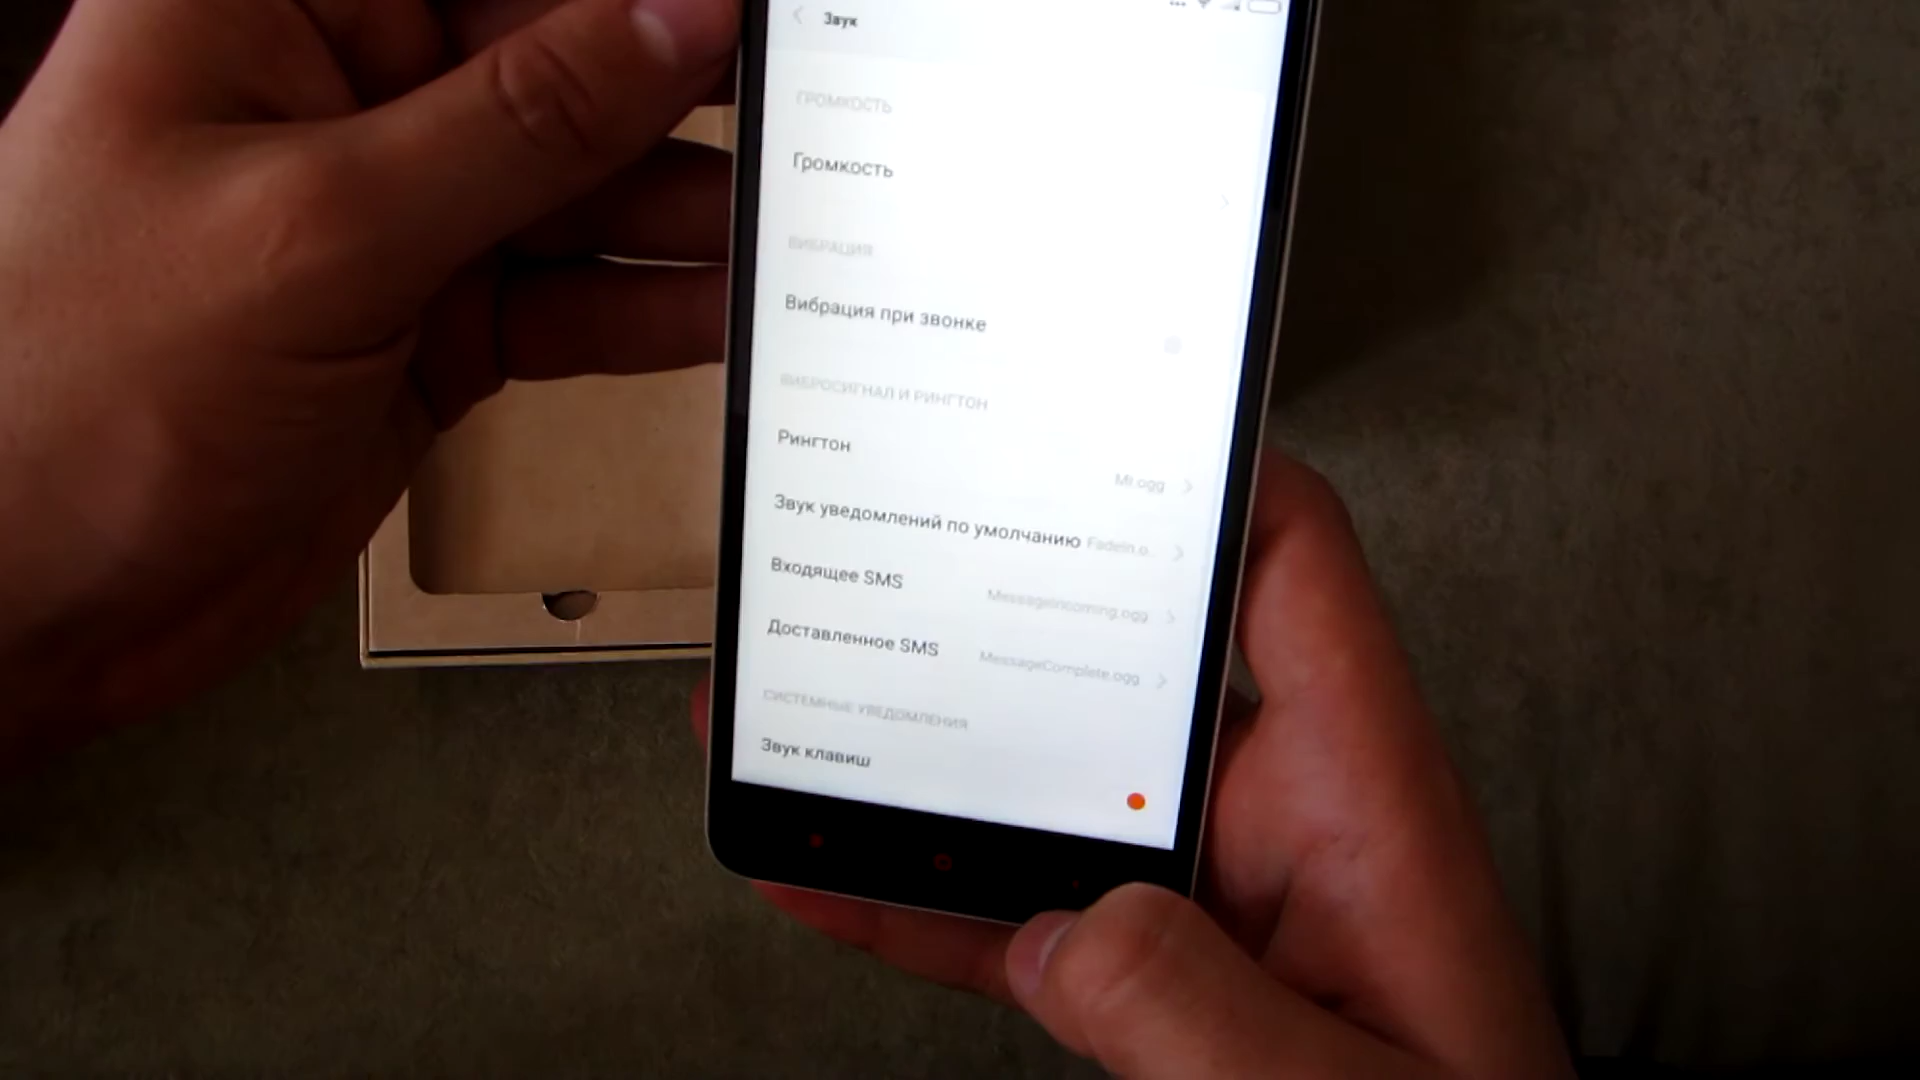 Звук
ГРОМКОСТЬ
Громкость
ВИБРАЦИЯ
Вибрация при звонке
ВИБРОСИГНАЛ И РИНГТОН
Рингтон Mi.ogg
Звук уведомлений по умолчанию FadeIn.o...
Входящее SMS MessageIncoming.ogg
Доставленное SMS MessageComplete.ogg
СИСТЕМНЫЕ УВЕДОМЛЕНИЯ
Звук клавиш